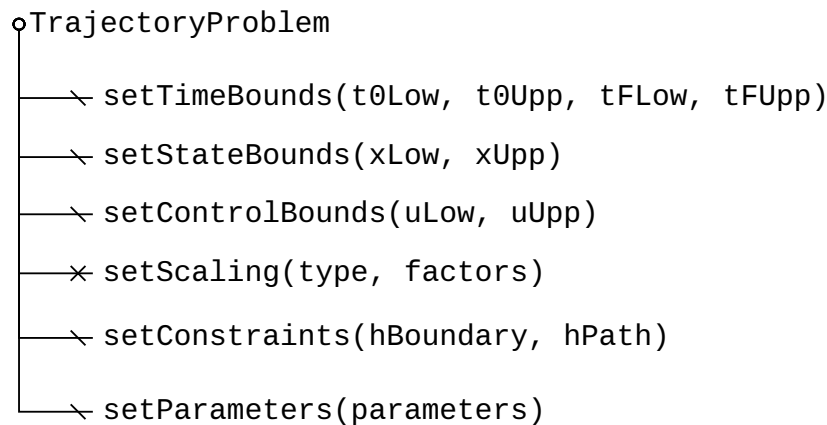 TrajectoryProblem
setTimeBounds(t0Low, t0Upp, tFLow, tFUpp)
setStateBounds(xLow, xUpp)
setControlBounds(uLow, uUpp)
setScaling(type, factors)
setConstraints(hBoundary, hPath)
setParameters(parameters)